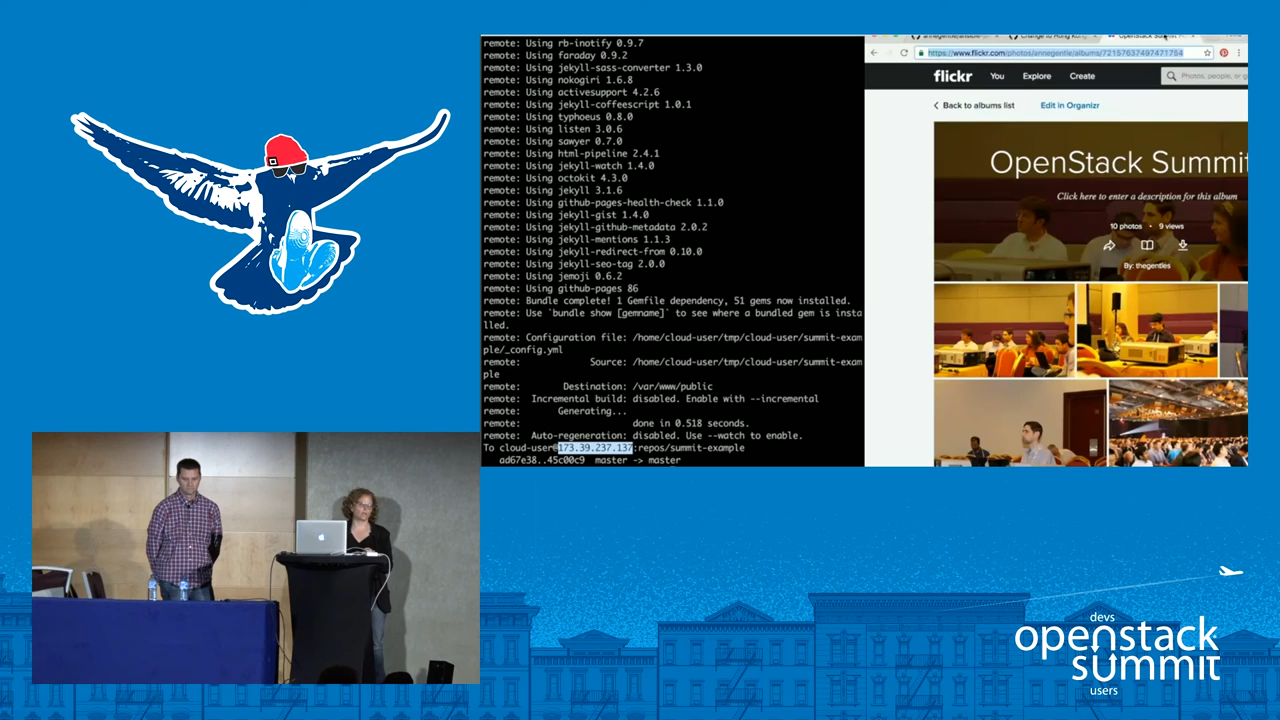 remote: Using rb-inotify 0.9.7
remote: Using faraday 0.9.2
remote: Using jekyll-sass-converter 1.3.0
remote: Using nokogiri 1.6.8
remote: Using activesupport 4.2.6
remote: Using jekyll-coffeescript 1.0.1
remote: Using typhoeus 0.8.0
remote: Using listen 3.0.6
remote: Using sawyer 0.7.0
remote: Using html-pipeline 2.4.1
remote: Using jekyll-watch 1.4.0
remote: Using octokit 4.3.0
remote: Using jekyll 3.1.6
remote: Using github-pages-health-check 1.1.0
remote: Using jekyll-gist 1.4.0
remote: Using jekyll-github-metadata 2.0.2
remote: Using jekyll-mentions 1.1.3
remote: Using jekyll-redirect-from 0.10.0
remote: Using jekyll-seo-tag 2.0.0
remote: Using jemoji 0.6.2
remote: Using github-pages 86
remote: Bundle complete! 1 Gemfile dependency, 51 gems now installed.
remote: Use `bundle show [gemname]` to see where a bundled gem is insta
lled.
remote: Configuration file: /home/cloud-user/tmp/cloud-user/summit-exam
ple/_config.yml
remote: Source: /home/cloud-user/tmp/cloud-user/summit-exam
ple
remote: Destination: /var/www/public
remote: Incremental build: disabled. Enable with --incremental
remote: Generating...
remote: done in 0.518 seconds.
remote: Auto-regeneration: disabled. Use --watch to enable.
To cloud-user@173.39.237.137:repos/summit-example
ad67e38..45c00c9 master -> master
https://www.flickr.com/photos/annegentle/albums/72157637497471754
flickr You Explore Create Photos, people, or g
Back to albums list Edit in Organizr
OpenStack Summit
Click here to enter a description for this album
10 photos • 9 views
By: thegentles
devs
openstack
summit
users